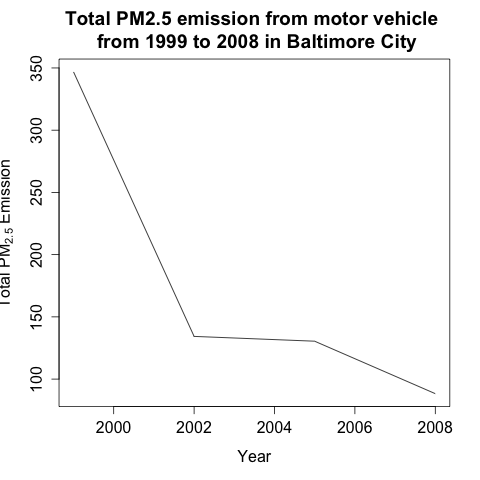 Total PM2.5 emission from motor vehicle
from 1999 to 2008 in Baltimore City
350
300
250
200
150
100
Total PM2.5 Emission
2000 2002 2004 2006 2008
Year